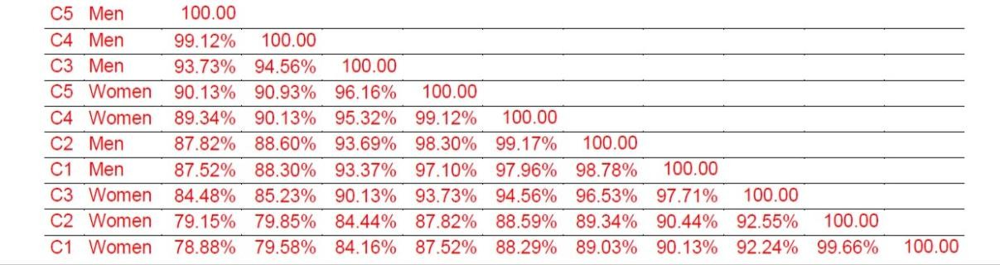 C5 Men 100.00
C4 Men 99.12% 100.00
C3 Men 93.73% 94.56% 100.00
C5 Women 90.13% 90.93% 96.16% 100.00
C4 Women 89.34% 90.13% 95.32% 99.12% 100.00
C2 Men 87.82% 88.60% 93.69% 98.30% 99.17% 100.00
C1 Men 87.52% 88.30% 93.37% 97.10% 97.96% 98.78% 100.00
C3 Women 84.48% 85.23% 90.13% 93.73% 94.56% 96.53% 97.71% 100.00
C2 Women 79.15% 79.85% 84.44% 87.82% 88.59% 89.34% 90.44% 92.55% 100.00
C1 Women 78.88% 79.58% 84.16% 87.52% 88.29% 89.03% 90.13% 92.24% 99.66% 100.00